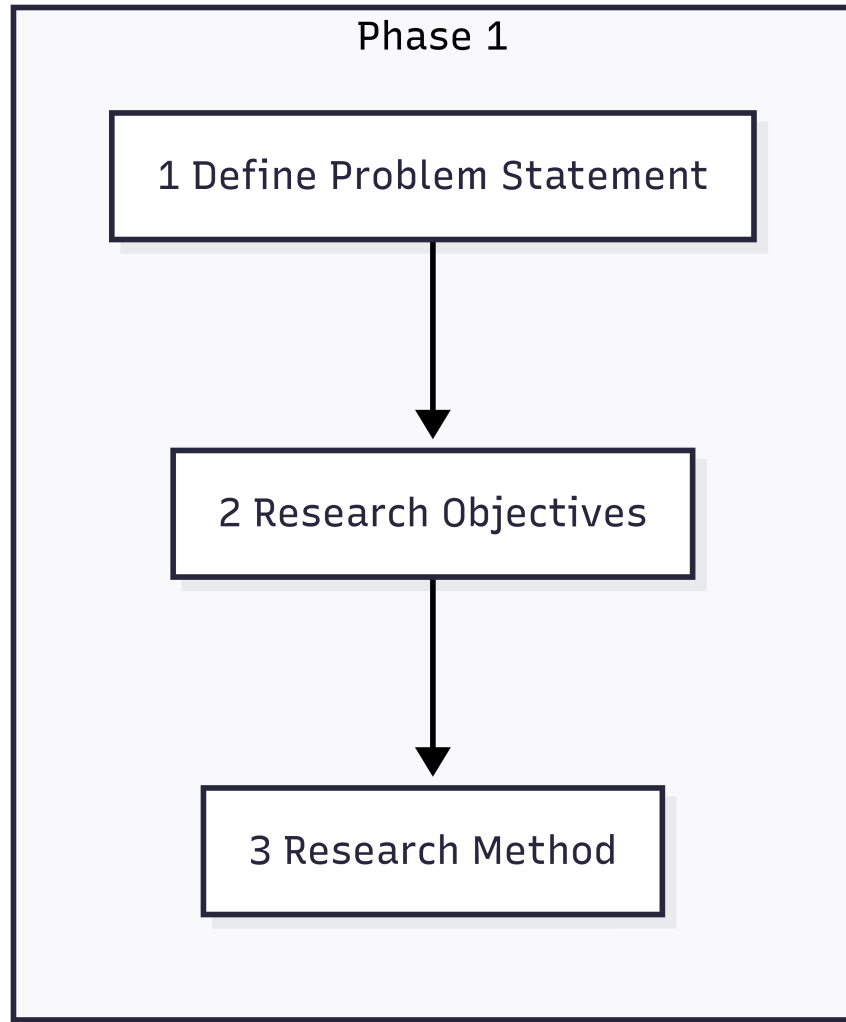 Phase 1
1 Define Problem Statement
2 Research Objectives
3 Research Method